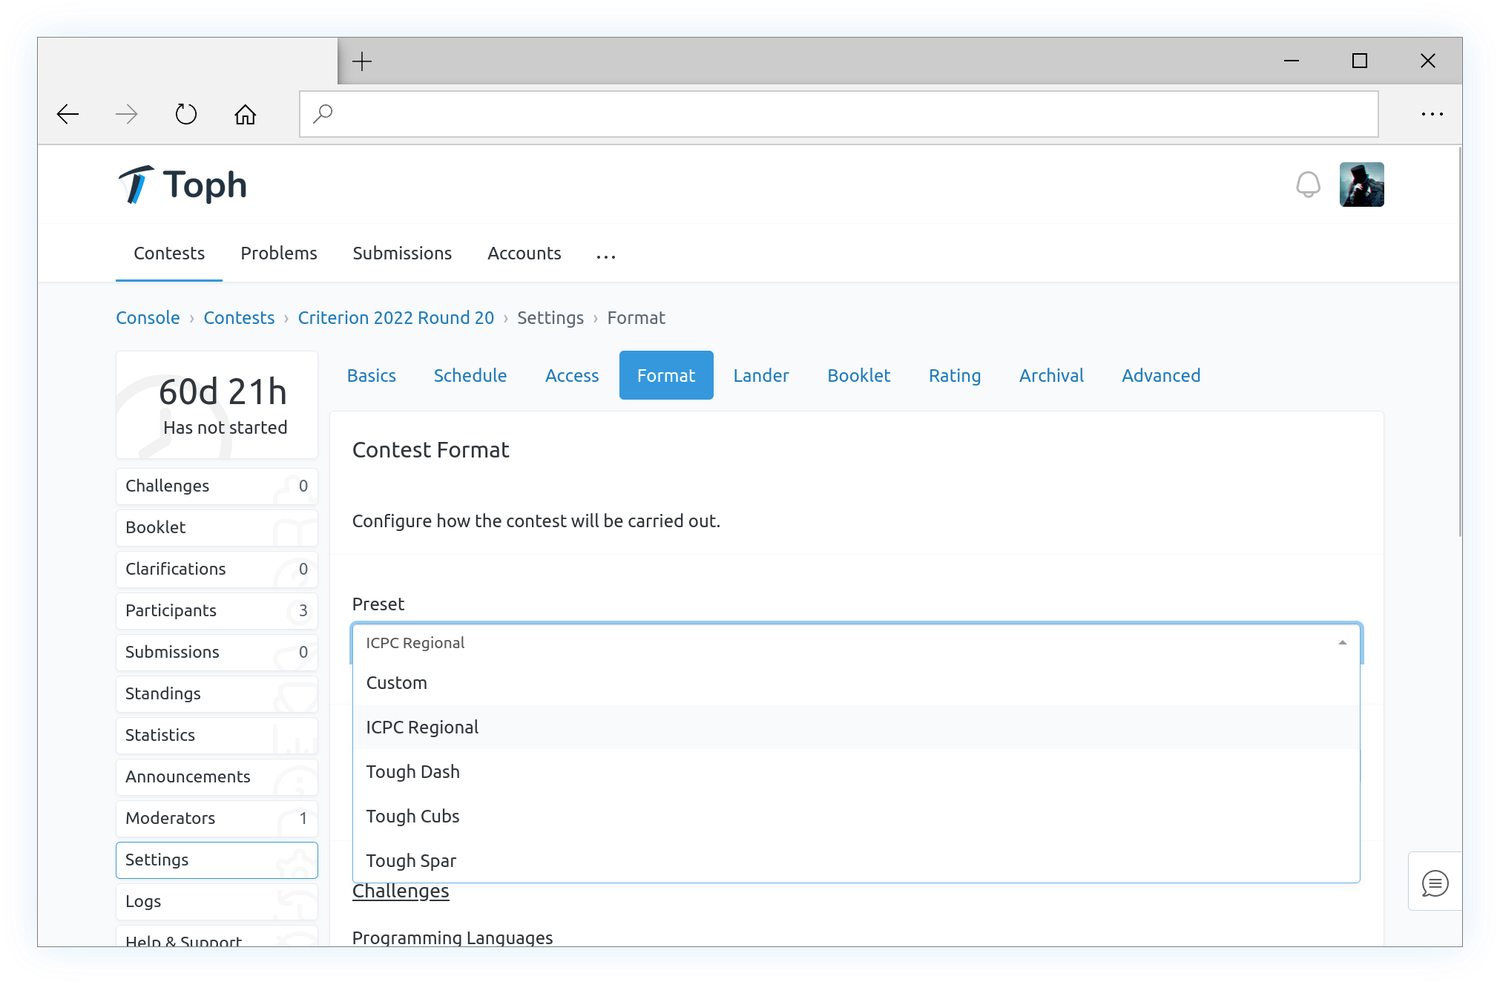 Toph
Contests Problems Submissions Accounts ...
Console › Contests › Criterion 2022 Round 20 › Settings › Format
60d 21h
Has not started
Challenges 0
Booklet
Clarifications 0
Participants 3
Submissions 0
Standings
Statistics
Announcements
Moderators 1
Settings
Logs
Help & Support
Basics Schedule Access Format Lander Booklet Rating Archival Advanced
Contest Format
Configure how the contest will be carried out.
Preset
ICPC Regional
Custom
ICPC Regional
Tough Dash
Tough Cubs
Tough Spar
Challenges
Programming Languages